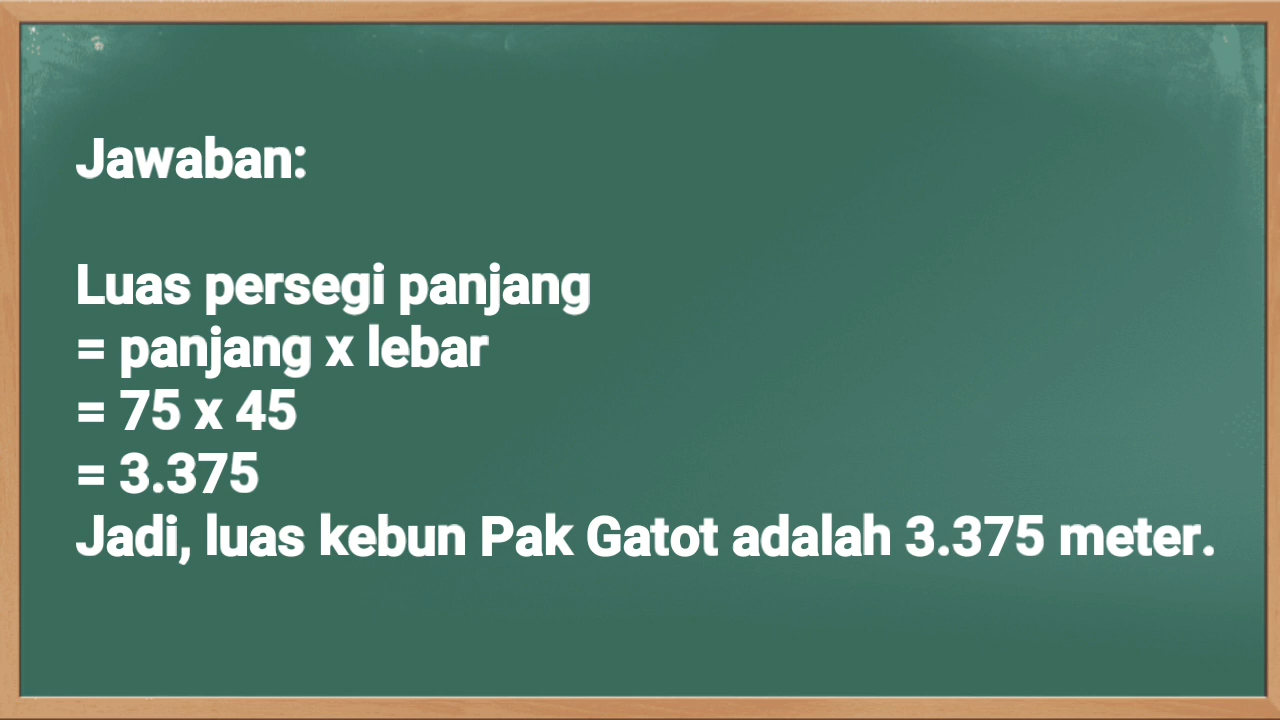 Jawaban:
Luas persegi panjang
= panjang x lebar
= 75 x 45
= 3.375
Jadi, luas kebun Pak Gatot adalah 3.375 meter.